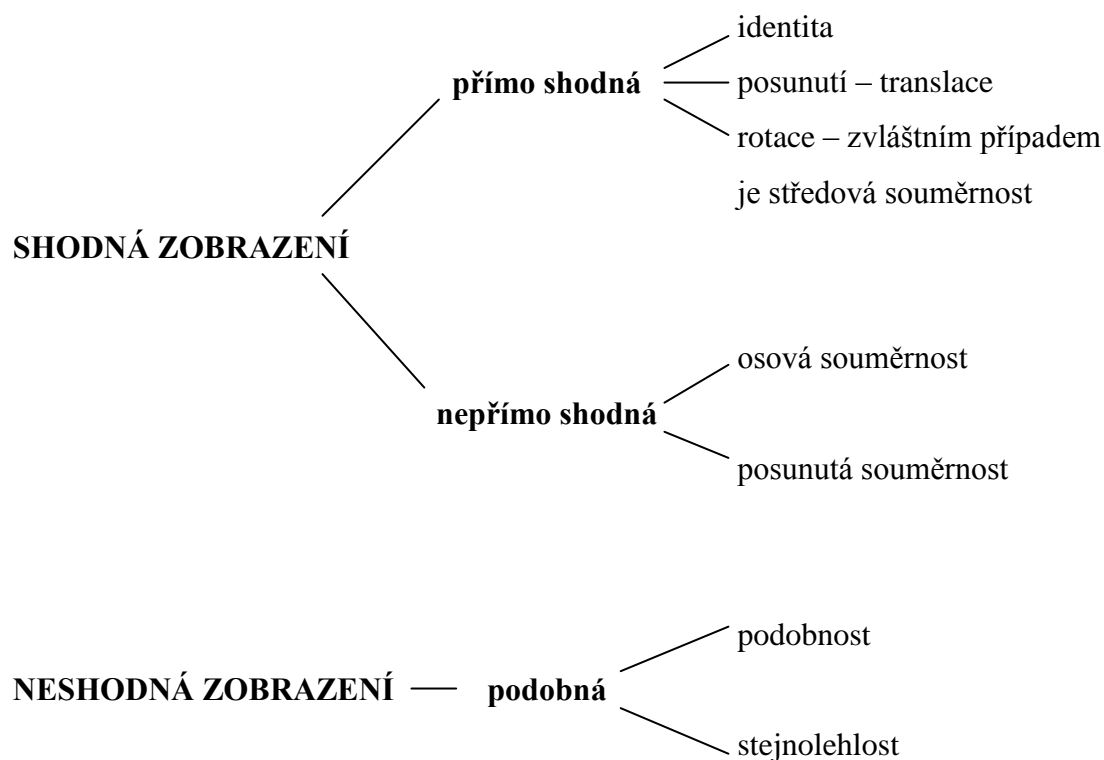 identita
přímo shodná
posunutí – translace
rotace – zvláštním případem
je středová souměrnost
SHODNÁ ZOBRAZENÍ
osová souměrnost
nepřímo shodná
posunutá souměrnost
podobnost
NESHODNÁ ZOBRAZENÍ
podobná
stejnolehlost